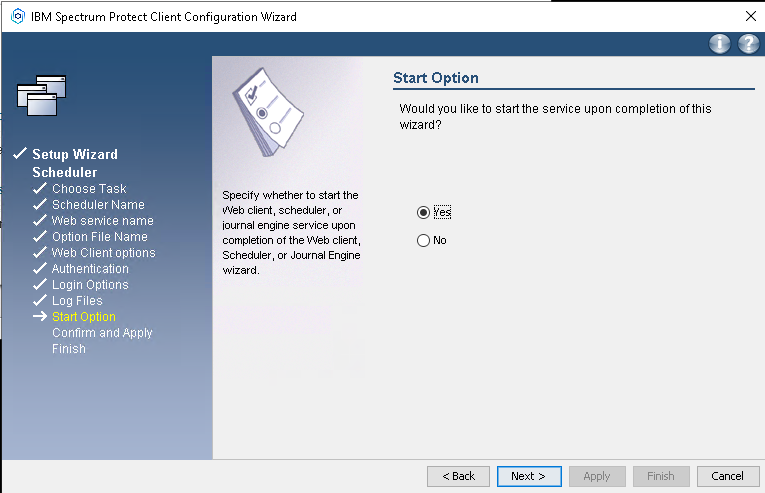 IBM Spectrum Protect Client Configuration Wizard
Setup Wizard
Scheduler
Choose Task
Scheduler Name
Web service name
Option File Name
Web Client options
Authentication
Login Options
Log Files
Start Option
Confirm and Apply
Finish
Specify whether to start the
Web client, scheduler, or
journal engine service upon
completion of the Web client,
Scheduler, or Journal Engine
wizard.
Start Option
Would you like to start the service upon completion of this
wizard?
Yes
No
< Back
Next >
Apply
Finish
Cancel